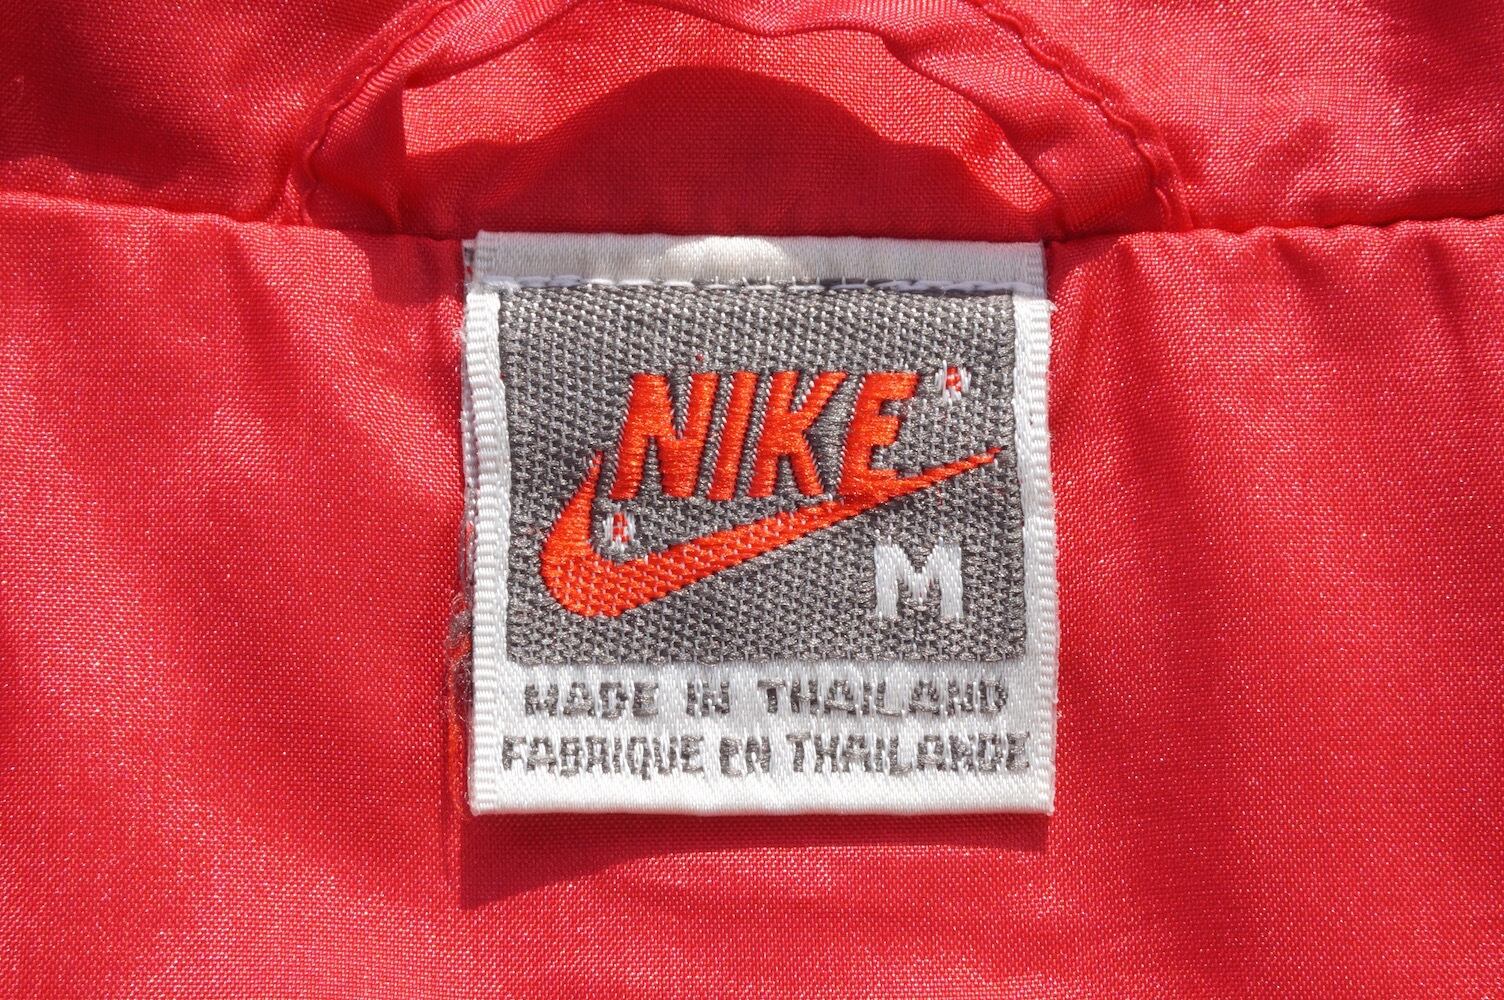 NIKE®
®
M
MADE IN THAILAND
FABRIQUE EN THAILANDE